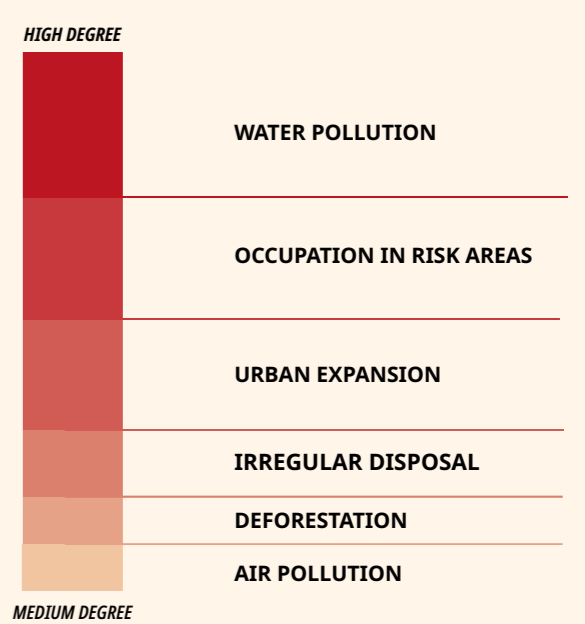 HIGH DEGREE
WATER POLLUTION
OCCUPATION IN RISK AREAS
URBAN EXPANSION
IRREGULAR DISPOSAL
DEFORESTATION
AIR POLLUTION
MEDIUM DEGREE